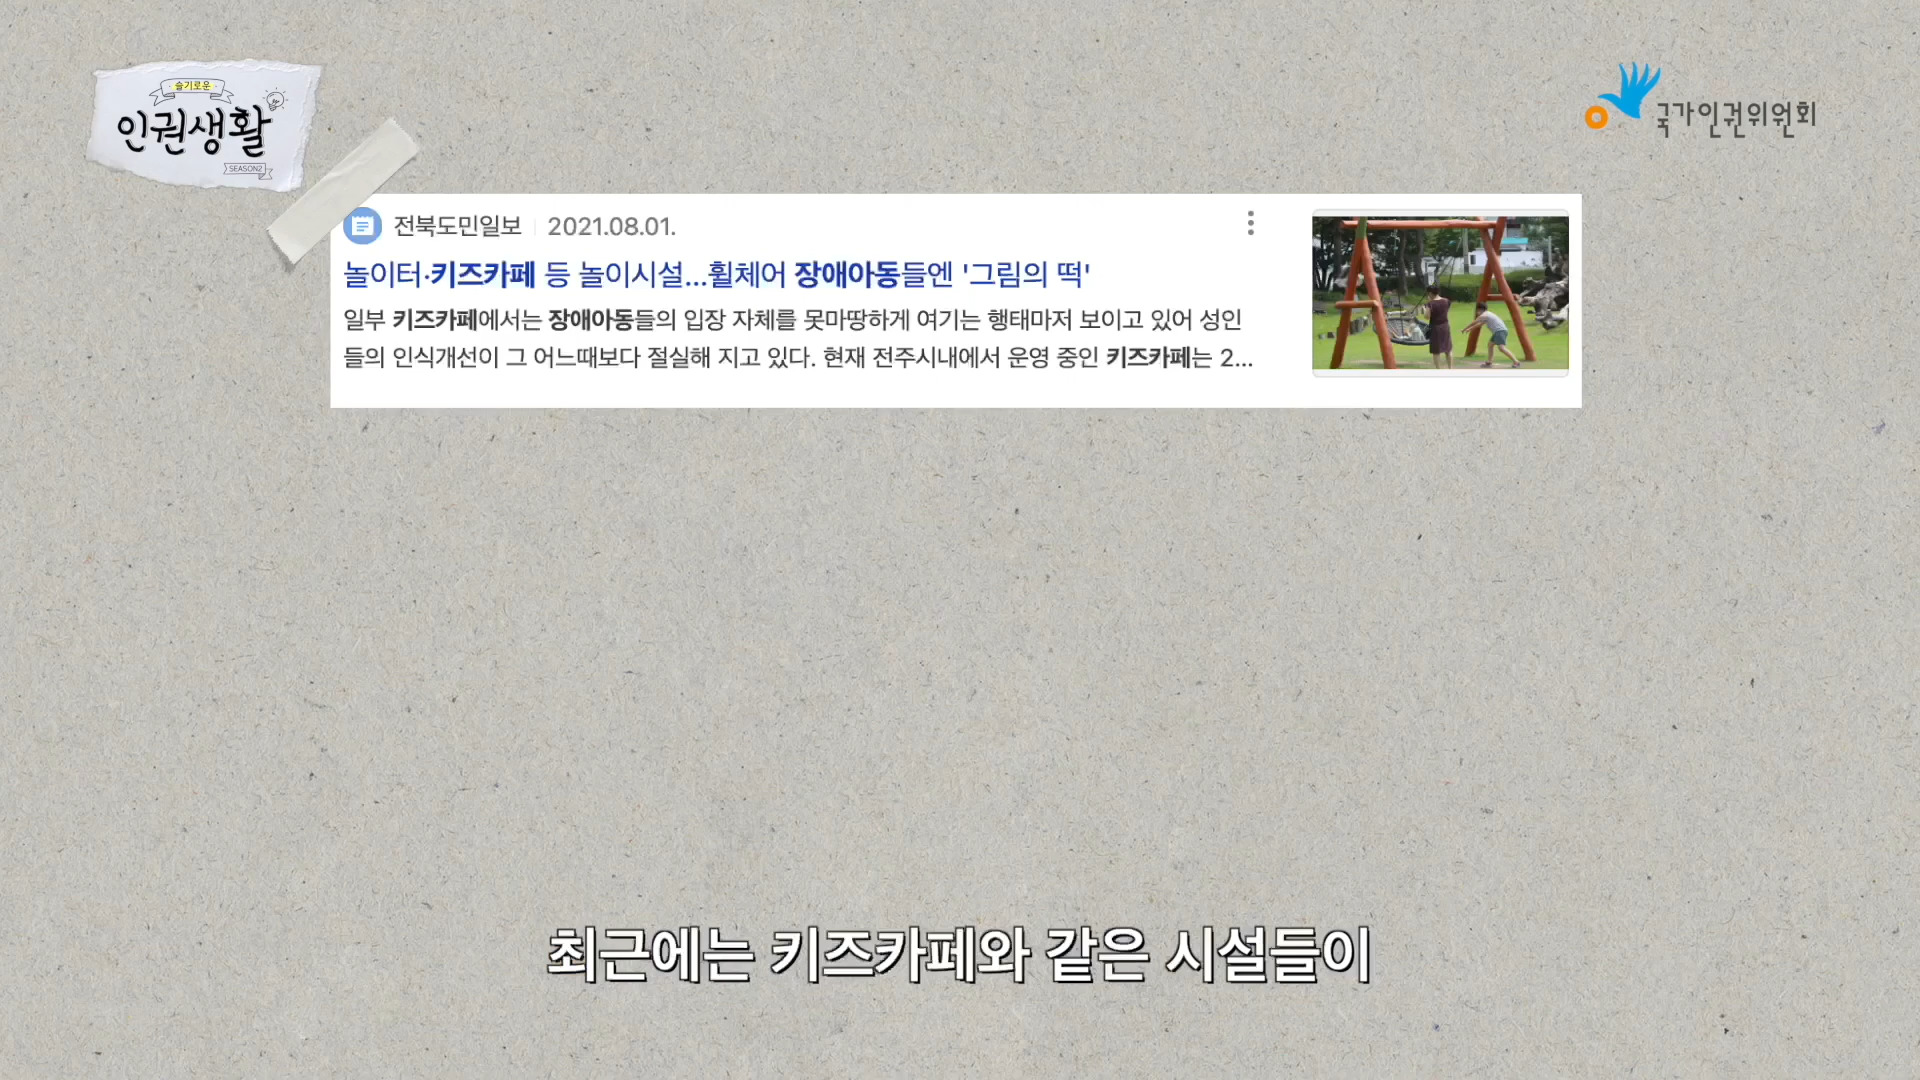 슬기로운
인권생활
SEASON2
국가인권위원회
전북도민일보 2021.08.01.
놀이터·키즈카페 등 놀이시설...휠체어 장애아동들엔 '그림의 떡'
일부 키즈카페에서는 장애아동들의 입장 자체를 못마땅하게 여기는 행태마저 보이고 있어 성인
들의 인식개선이 그 어느때보다 절실해 지고 있다. 현재 전주시내에서 운영 중인 키즈카페는 2...
최근에는 키즈카페와 같은 시설들이